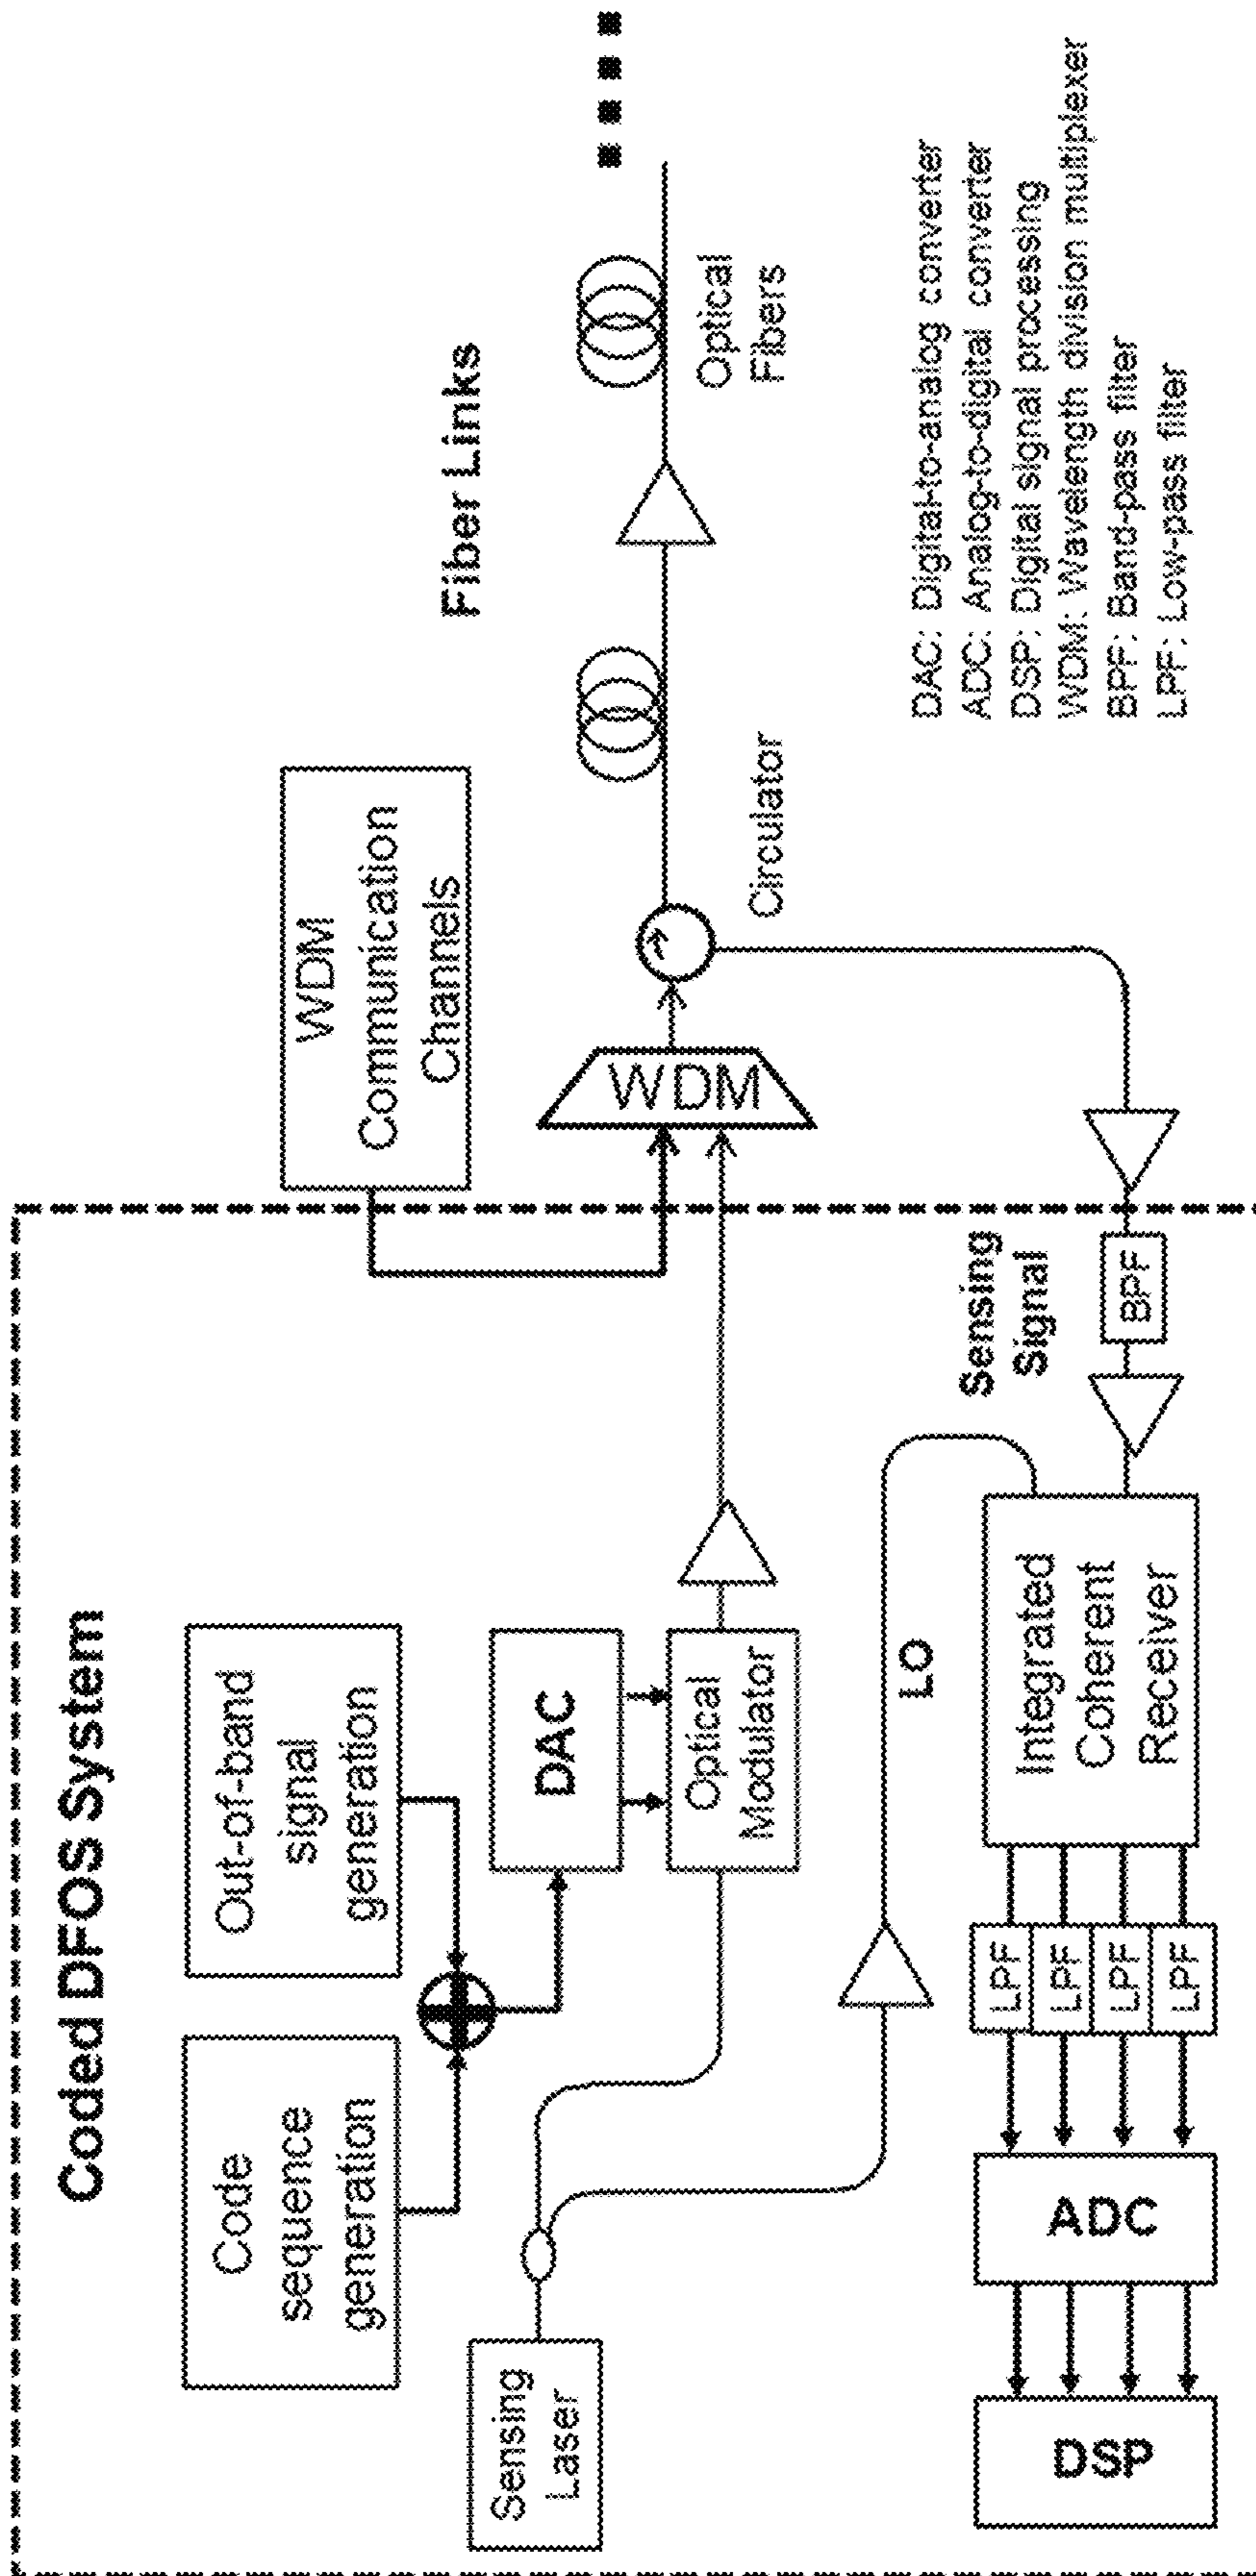 Coded DFOS System
Code
sequence
generation
Out-of-band
signal
generation
WDM
Communication
Channels
Fiber Links
Sensing
Laser
DAC
Optical
Modulator
WDM
Circulator
Optical
Fibers
LO
Sensing
Signal
BPF
DSP
ADC
LPF
LPF
LPF
LPF
Integrated
Coherent
Receiver
DAC: Digital-to-analog converter
ADC: Analog-to-digital converter
DSP: Digital signal processing
WDM: Wavelength division multiplexer
BPF: Band-pass filter
LPF: Low-pass filter